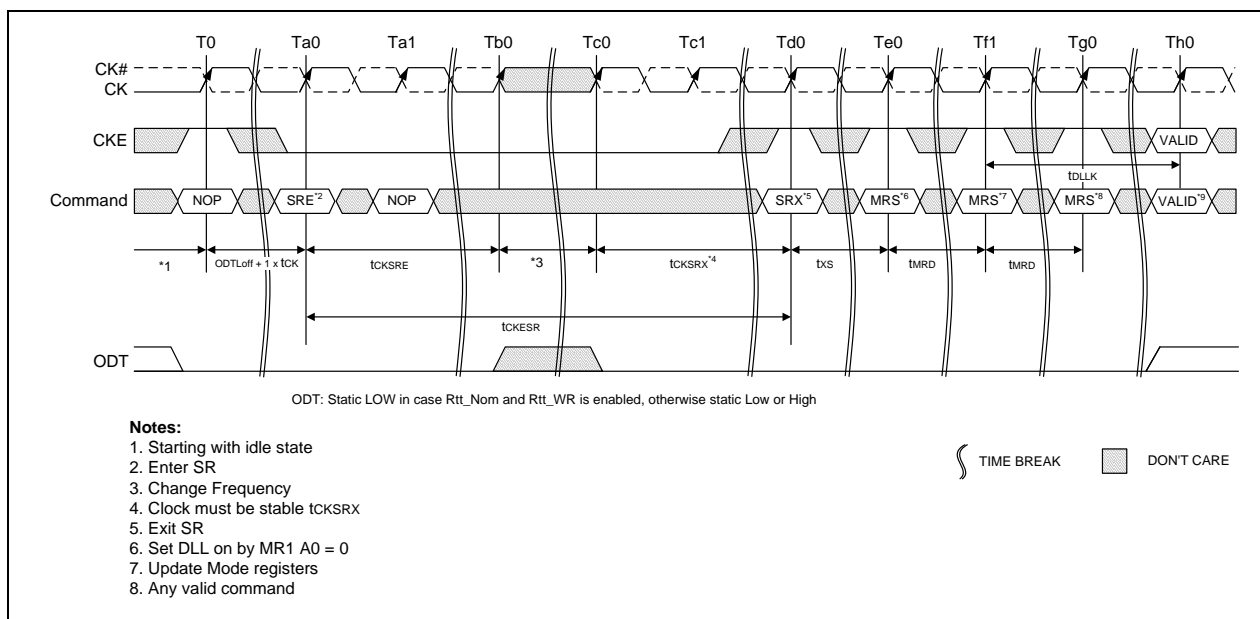 T0 Ta0 Ta1 Tb0 Tc0 Tc1 Td0 Te0 Tf1 Tg0 Th0
CK#
CK
CKE VALID
tDLLK
Command NOP SRE*2 NOP SRX*5 MRS*6 MRS*7 MRS*8 VALID*9
*1 ODTLoff + 1 x tCK tCKSRE *3 tCKSRX*4 tXS tMRD tMRD
tCKESR
ODT
ODT: Static LOW in case Rtt_Nom and Rtt_WR is enabled, otherwise static Low or High
Notes:
1. Starting with idle state
2. Enter SR
3. Change Frequency
4. Clock must be stable tCKSRX
5. Exit SR
6. Set DLL on by MR1 A0 = 0
7. Update Mode registers
8. Any valid command
TIME BREAK DON'T CARE